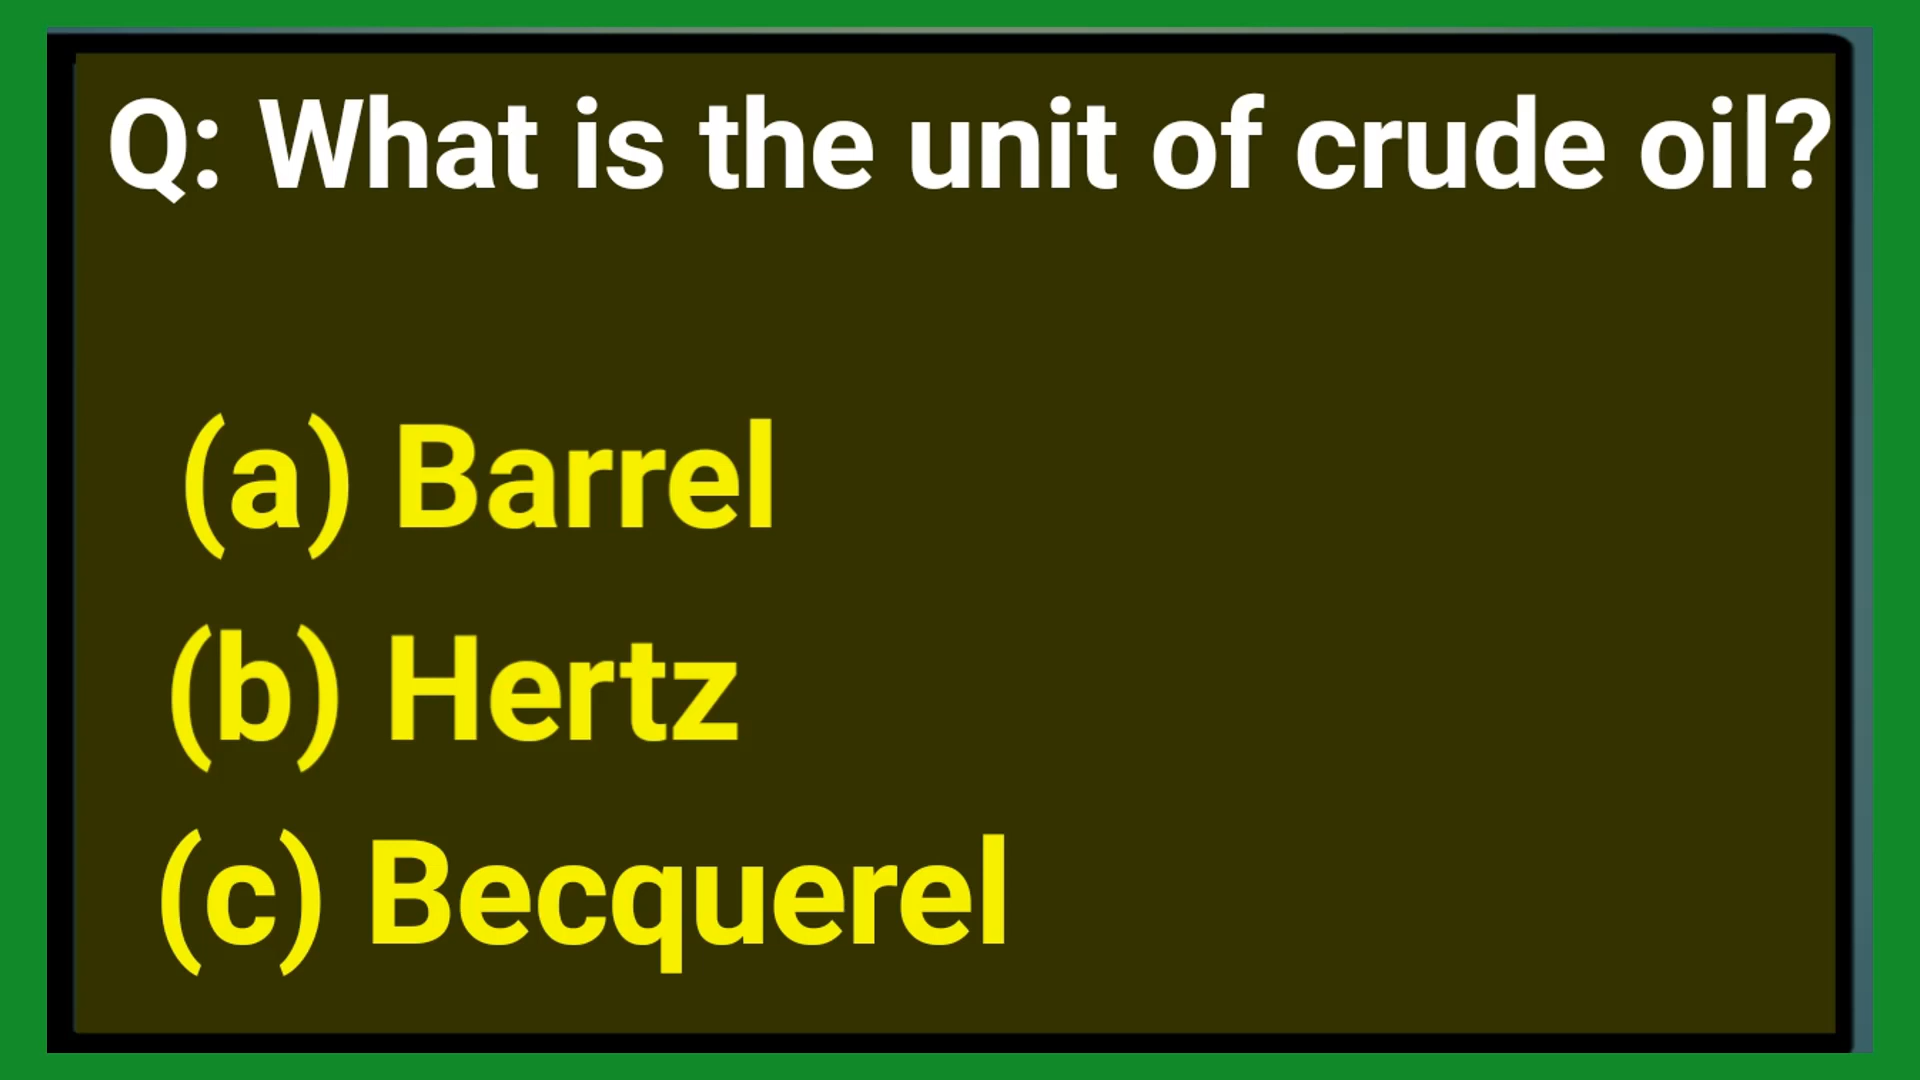 Q: What is the unit of crude oil?
(a) Barrel
(b) Hertz
(c) Becquerel